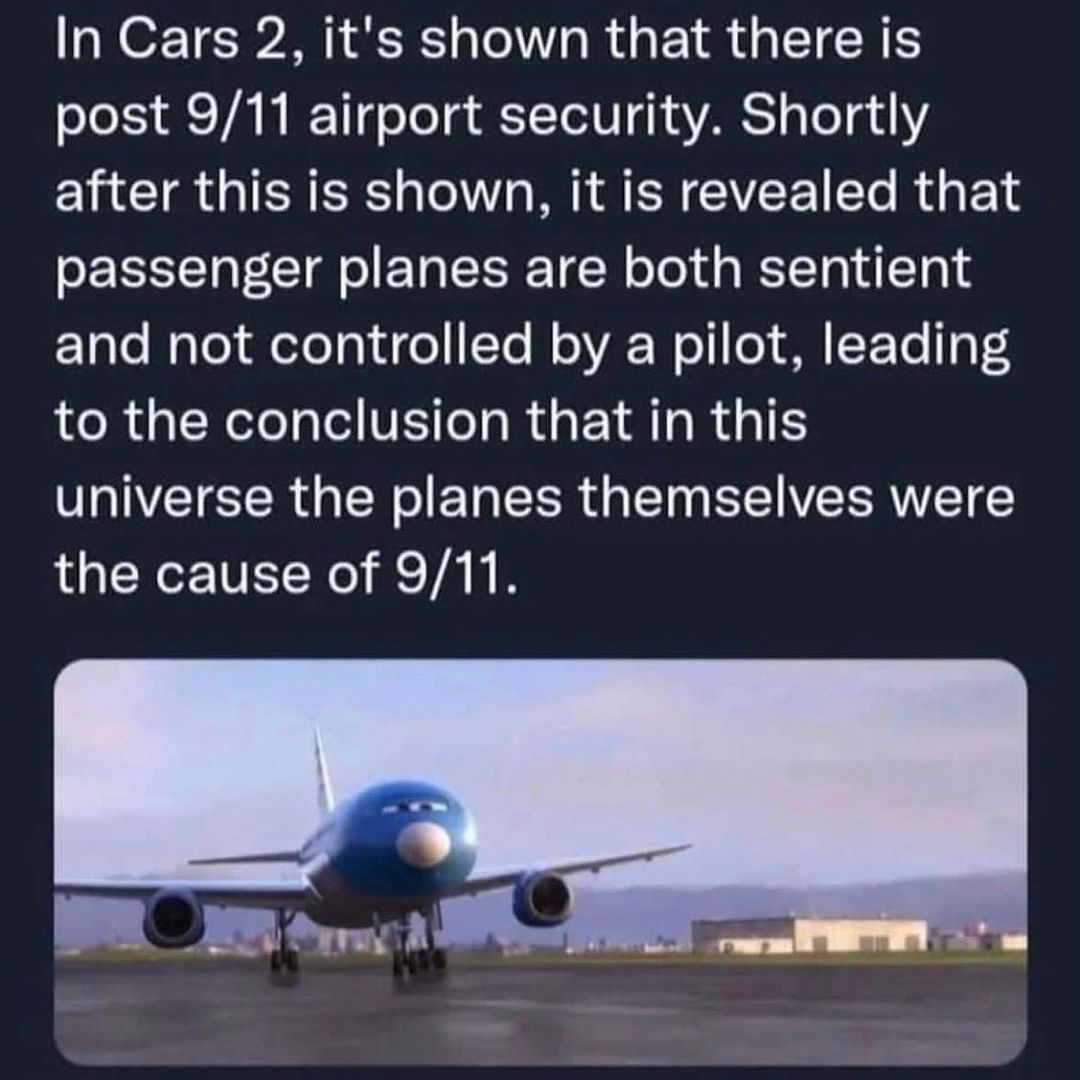 In Cars 2, it's shown that there is
post 9/11 airport security. Shortly
after this is shown, it is revealed that
passenger planes are both sentient
and not controlled by a pilot, leading
to the conclusion that in this
universe the planes themselves were
the cause of 9/11.